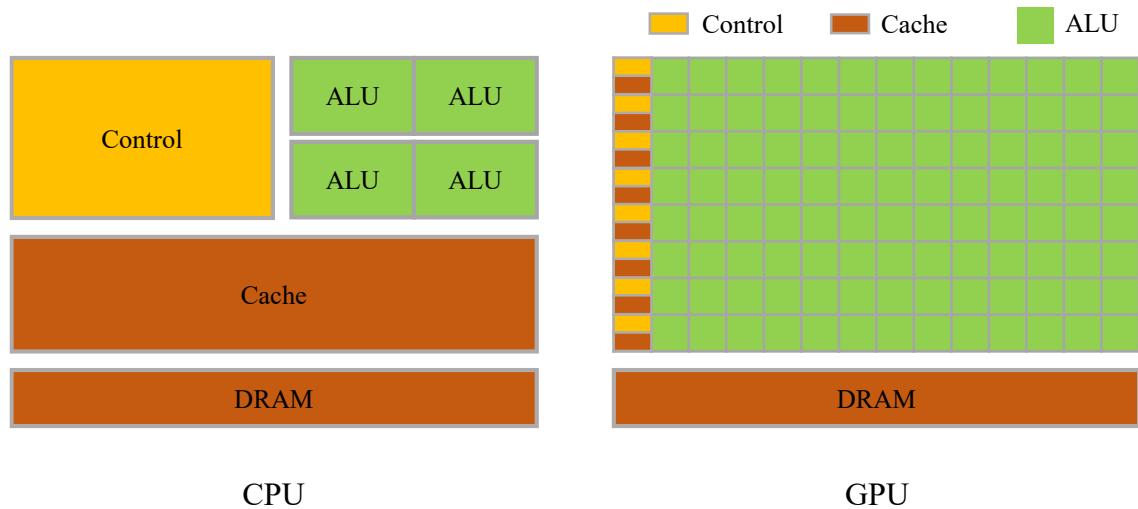 Control
Cache
ALU
ALU
ALU
Control
ALU
ALU
Cache
DRAM
DRAM
CPU
GPU